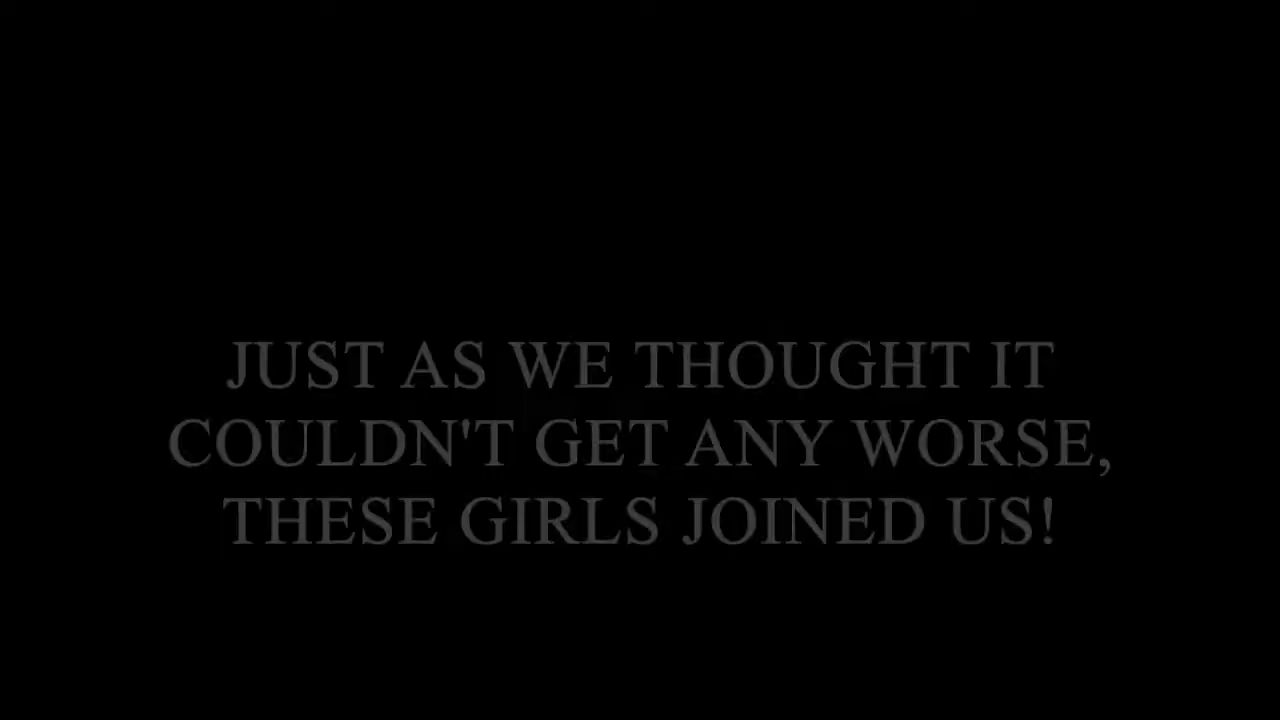 JUST AS WE THOUGHT IT
COULDN'T GET ANY WORSE,
THESE GIRLS JOINED US!